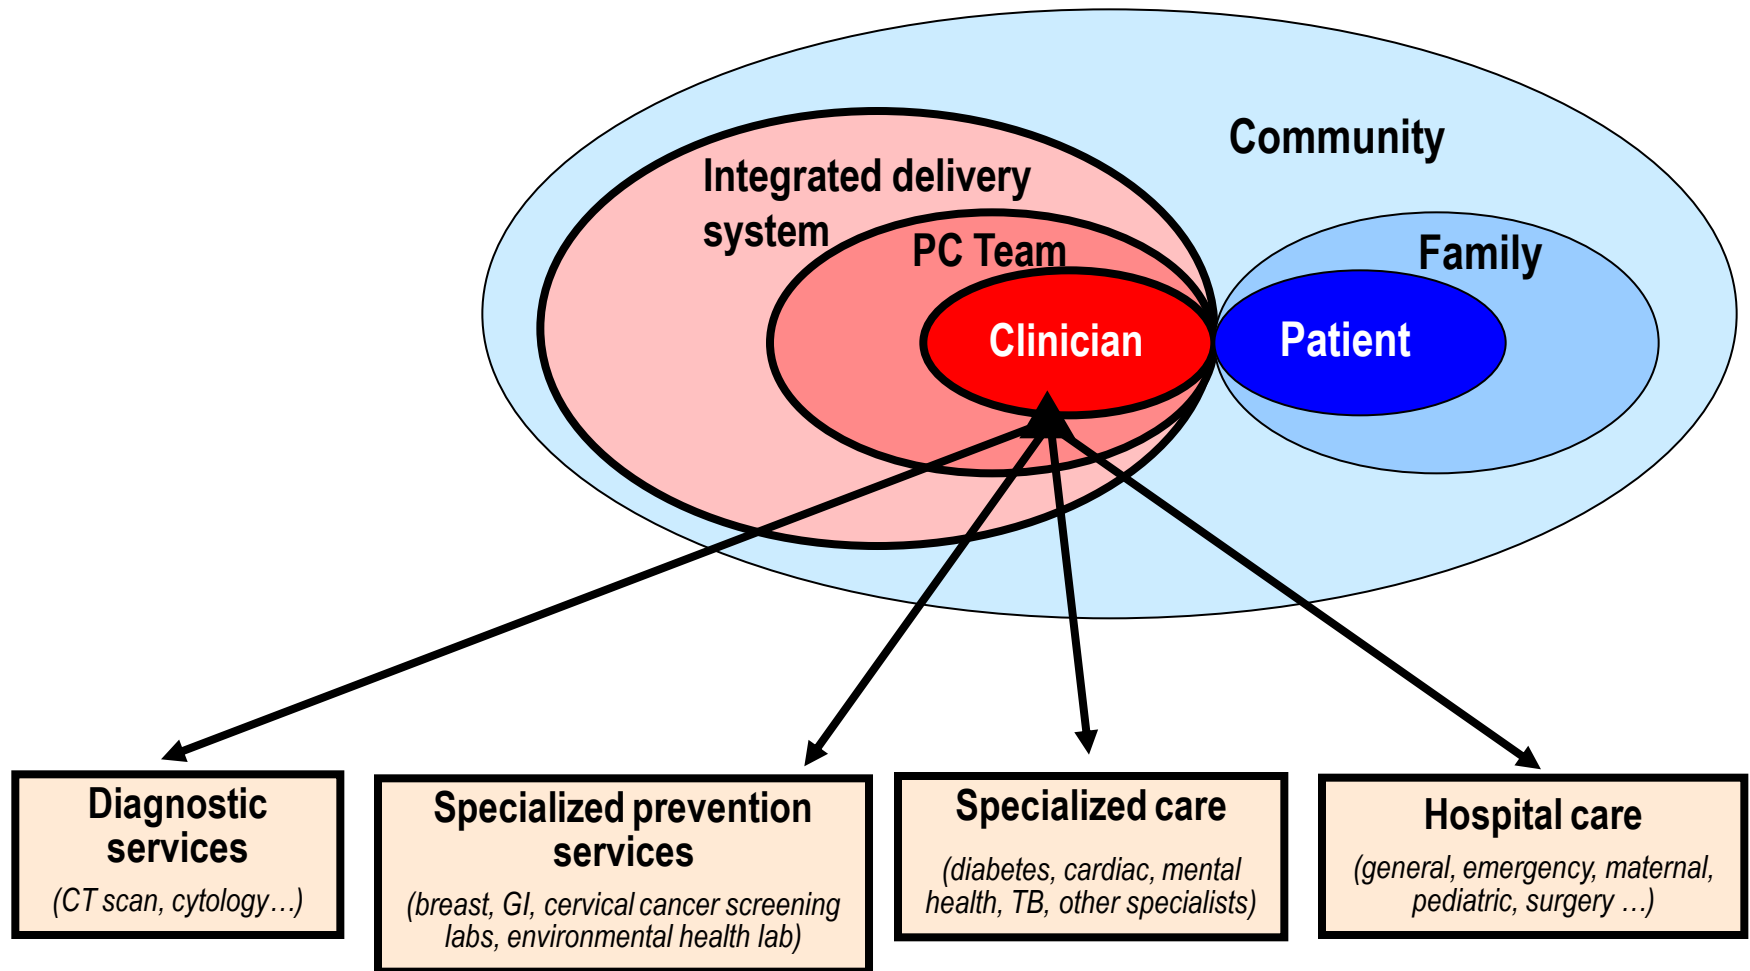 Community
Integrated delivery
system
PC Team
Family
Clinician
Patient
Diagnostic
services
(CT scan, cytology…)
Specialized prevention
services
(breast, GI, cervical cancer screening
labs, environmental health lab)
Specialized care
(diabetes, cardiac, mental
health, TB, other specialists)
Hospital care
(general, emergency, maternal,
pediatric, surgery …)